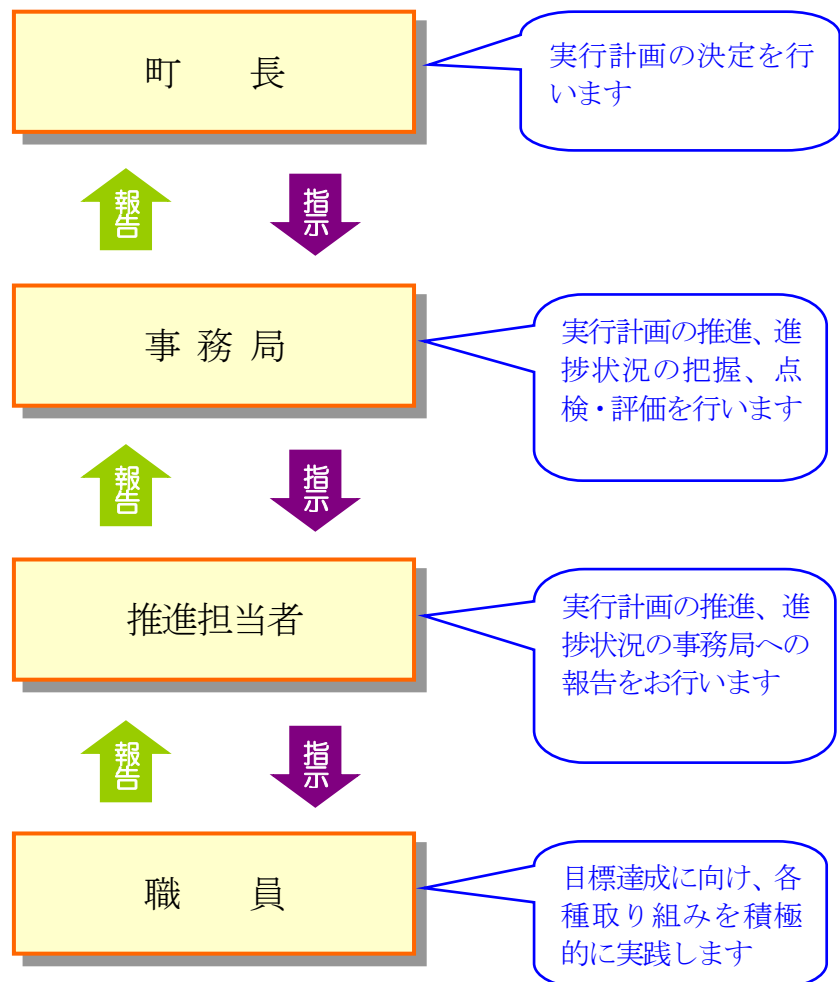 町 長
実行計画の決定を行
います
報告
指示
事 務 局
実行計画の推進、進
捗状況の把握、点
検・評価を行います
報告
指示
推進担当者
実行計画の推進、進
捗状況の事務局への
報告をお行います
報告
指示
職 員
目標達成に向け、各
種取り組みを積極
的に実践します